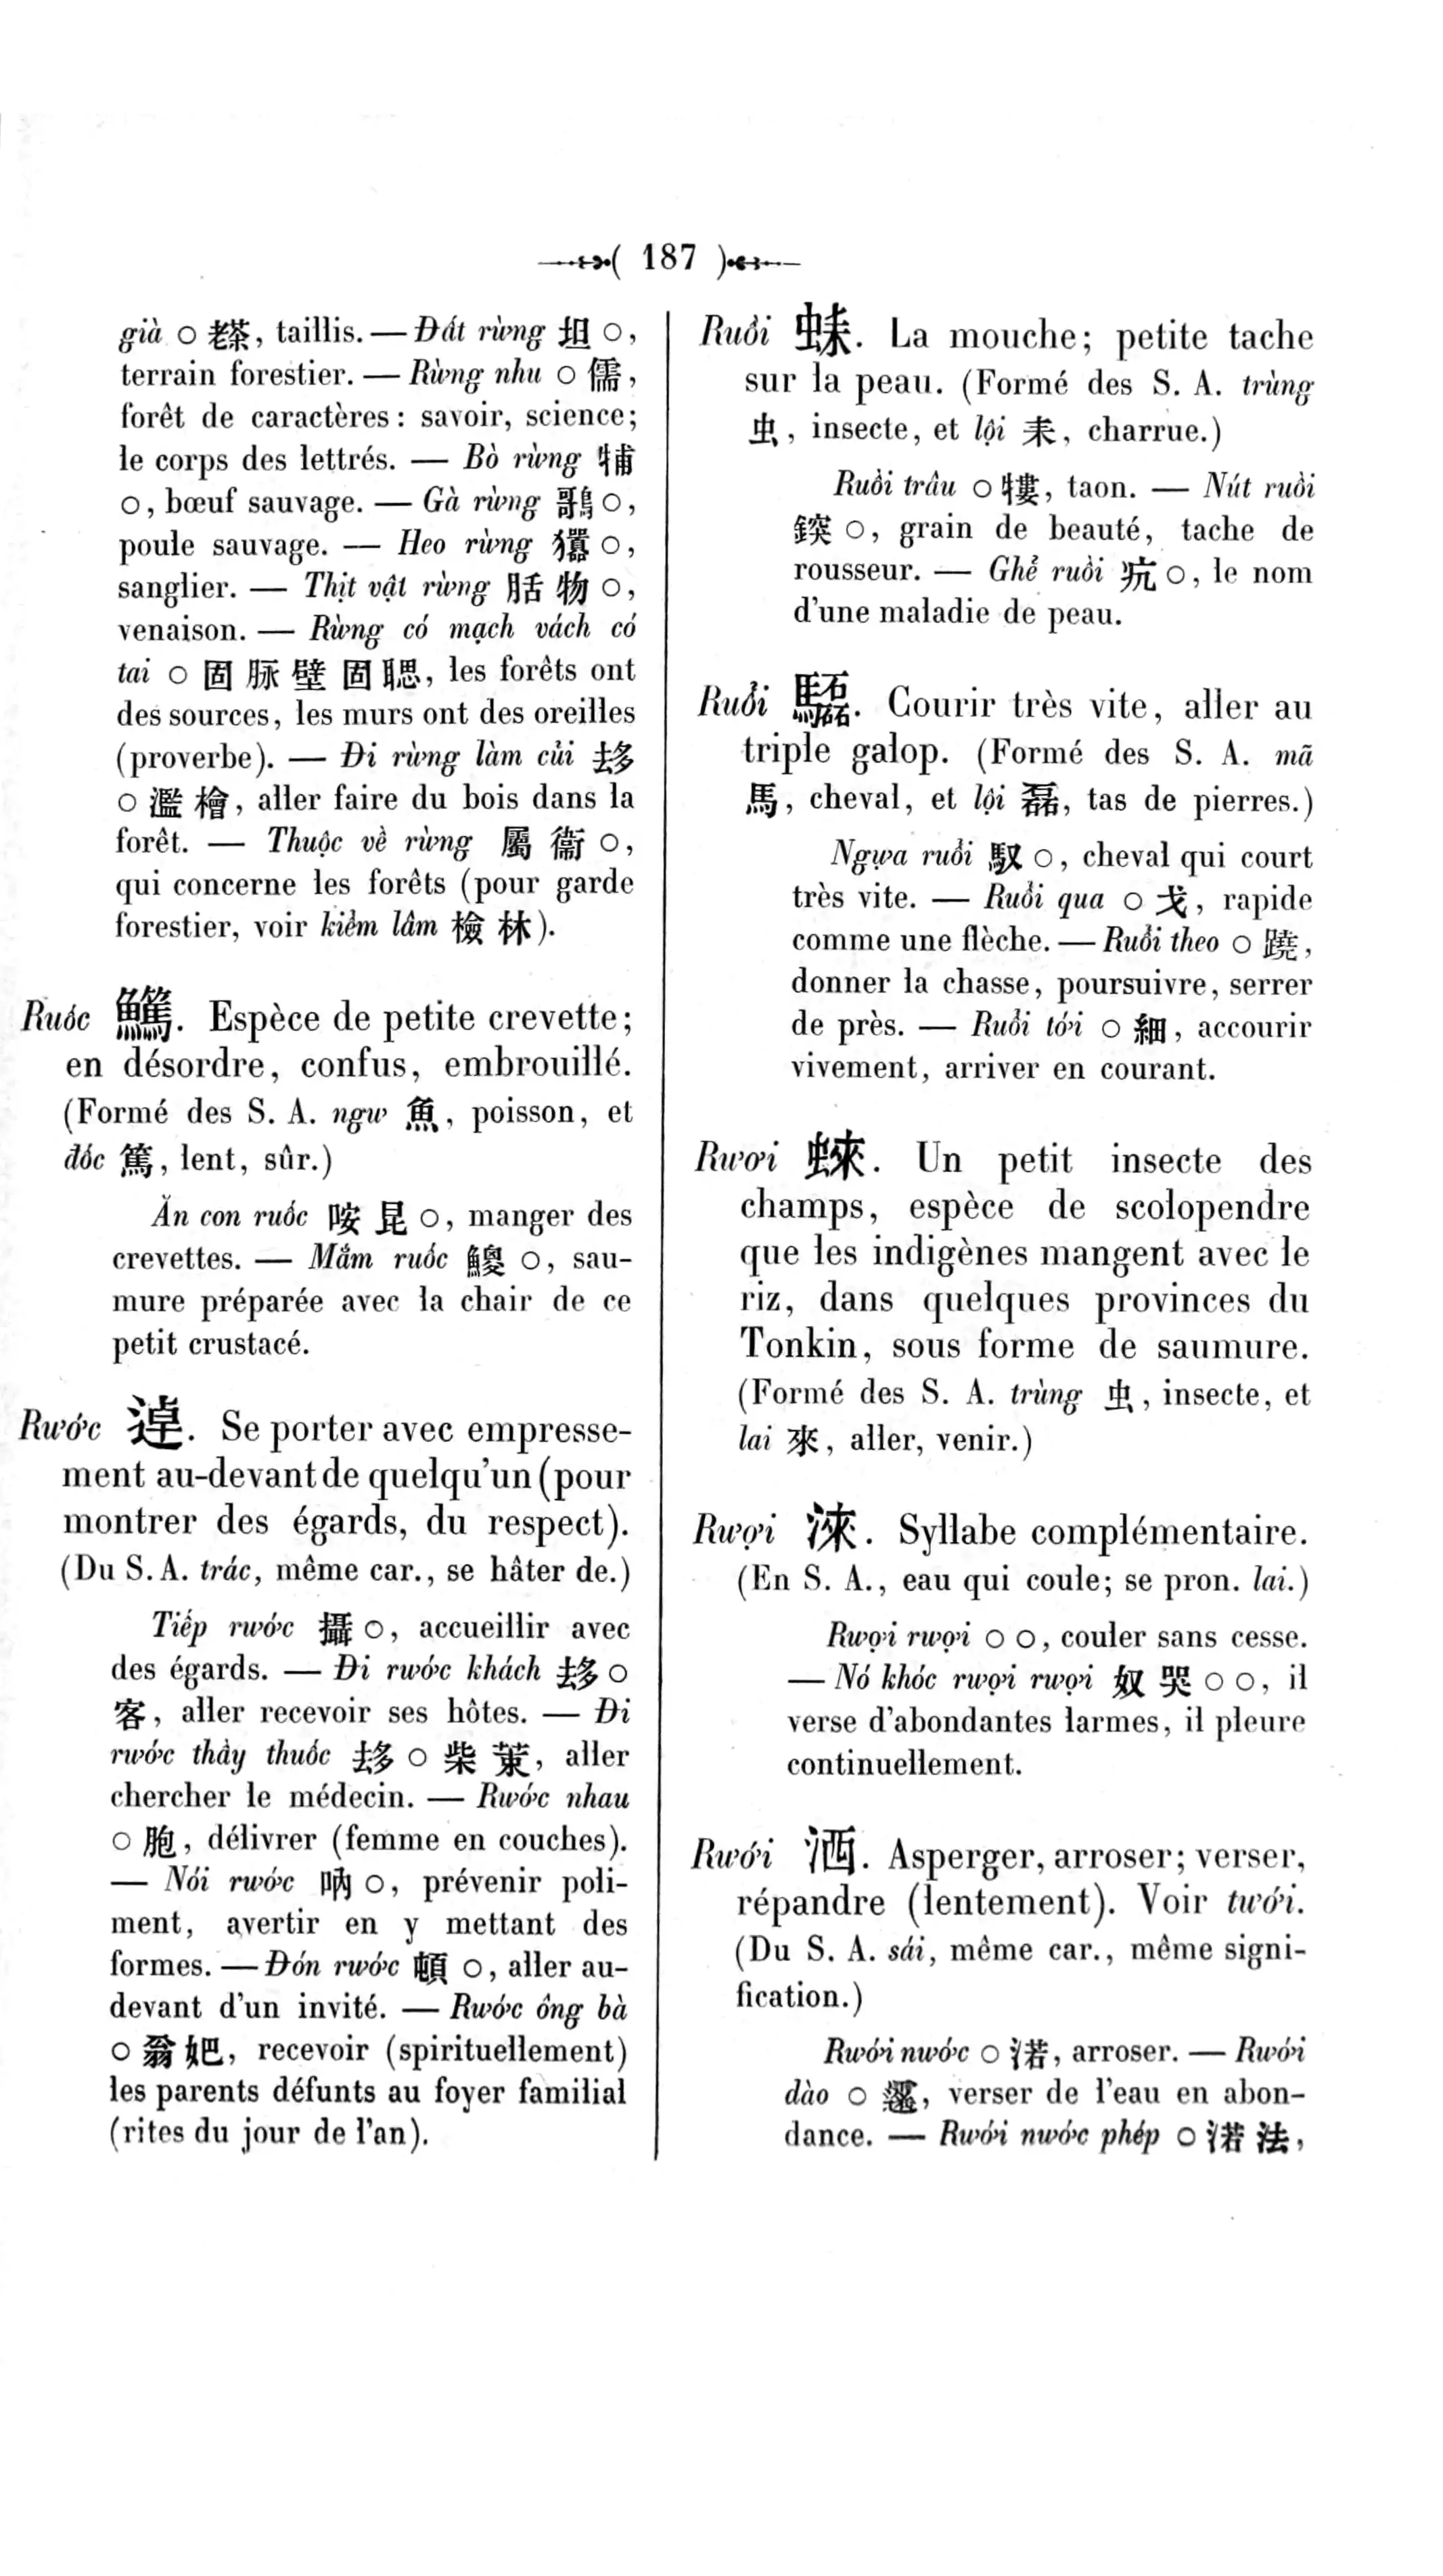 ( 187 )
già ○ 老茶, taillis. — Đất rừng 坦 ○,
terrain forestier. — Rừng nhu ○ 儒,
forêt de caractères : savoir, science;
le corps des lettrés. — Bò rừng 𤙭
○, bœuf sauvage. — Gà rừng 𪃴 ○,
poule sauvage. — Heo rừng ○,
sanglier. — Thịt vật rừng 𦧘 物 ○,
venaison. — Rừng có mạch vách có
tai ○ 固 脉 壁 固 聰, les forêts ont
des sources, les murs ont des oreilles
(proverbe). — Đi rừng làm củi 𠫾
○ 濫 檜, aller faire du bois dans la
forêt. — Thuộc về rừng 屬 衞 ○,
qui concerne les forêts (pour garde
forestier, voir kiểm lâm 檢 林).
Ruốc. Espèce de petite crevette;
en désordre, confus, embrouillé.
(Formé des S. A. ngư 魚, poisson, et
đốc 篤, lent, sûr.)
Ăn con ruốc 咹 昆 ○, manger des
crevettes. — Mắm ruốc ○, sau-
mure préparée avec la chair de ce
petit crustacé.
Rước 逴. Se porter avec empresse-
ment au-devant de quelqu'un (pour
montrer des égards, du respect).
(Du S. A. trác, même car., se hâter de.)
Tiếp rước 攝 ○, accueillir avec
des égards. — Đi rước khách 𠫾 ○
客, aller recevoir ses hôtes. — Đi
rước thầy thuốc 𠫾 ○ 柴 葉, aller
chercher le médecin. — Rước nhau
○ 胞, délivrer (femme en couches).
— Nói rước 吶 ○, prévenir poli-
ment, avertir en y mettant des
formes. — Đón rước 頓 ○, aller au-
devant d'un invité. — Rước ông bà
○ 翁 妑, recevoir (spirituellement)
les parents défunts au foyer familial
(rites du jour de l'an).
Ruồi 𧋆. La mouche; petite tache
sur la peau. (Formé des S. A. trùng
虫, insecte, et lội 耒, charrue.)
Ruồi trâu ○ 𤛠, taon. — Nút ruồi
鎫 ○, grain de beauté, tache de
rousseur. — Ghẻ ruồi 疣 ○, le nom
d'une maladie de peau.
Ruổi. Courir très vite, aller au
triple galop. (Formé des S. A. mã
馬, cheval, et lội 磊, tas de pierres.)
Ngựa ruổi 馭 ○, cheval qui court
très vite. — Ruổi qua ○ 戈, rapide
comme une flèche. — Ruổi theo ○ 蹺,
donner la chasse, poursuivre, serrer
de près. — Ruổi tới ○ 細, accourir
vivement, arriver en courant.
Rươi 䗲. Un petit insecte des
champs, espèce de scolopendre
que les indigènes mangent avec le
riz, dans quelques provinces du
Tonkin, sous forme de saumure.
(Formé des S. A. trùng 虫, insecte, et
lai 來, aller, venir.)
Rượi 淶. Syllabe complémentaire.
(En S. A., eau qui coule; se pron. lai.)
Rượi rượi ○ ○, couler sans cesse.
— Nó khóc rượi rượi 奴 哭 ○ ○, il
verse d'abondantes larmes, il pleure
continuellement.
Rưới 洒. Asperger, arroser; verser,
répandre (lentement). Voir tưới.
(Du S. A. sái, même car., même signi-
fication.)
Rưới nước ○ 渃, arroser. — Rưới
dào ○, verser de l'eau en abon-
dance. — Rưới nước phép ○ 渃 法,